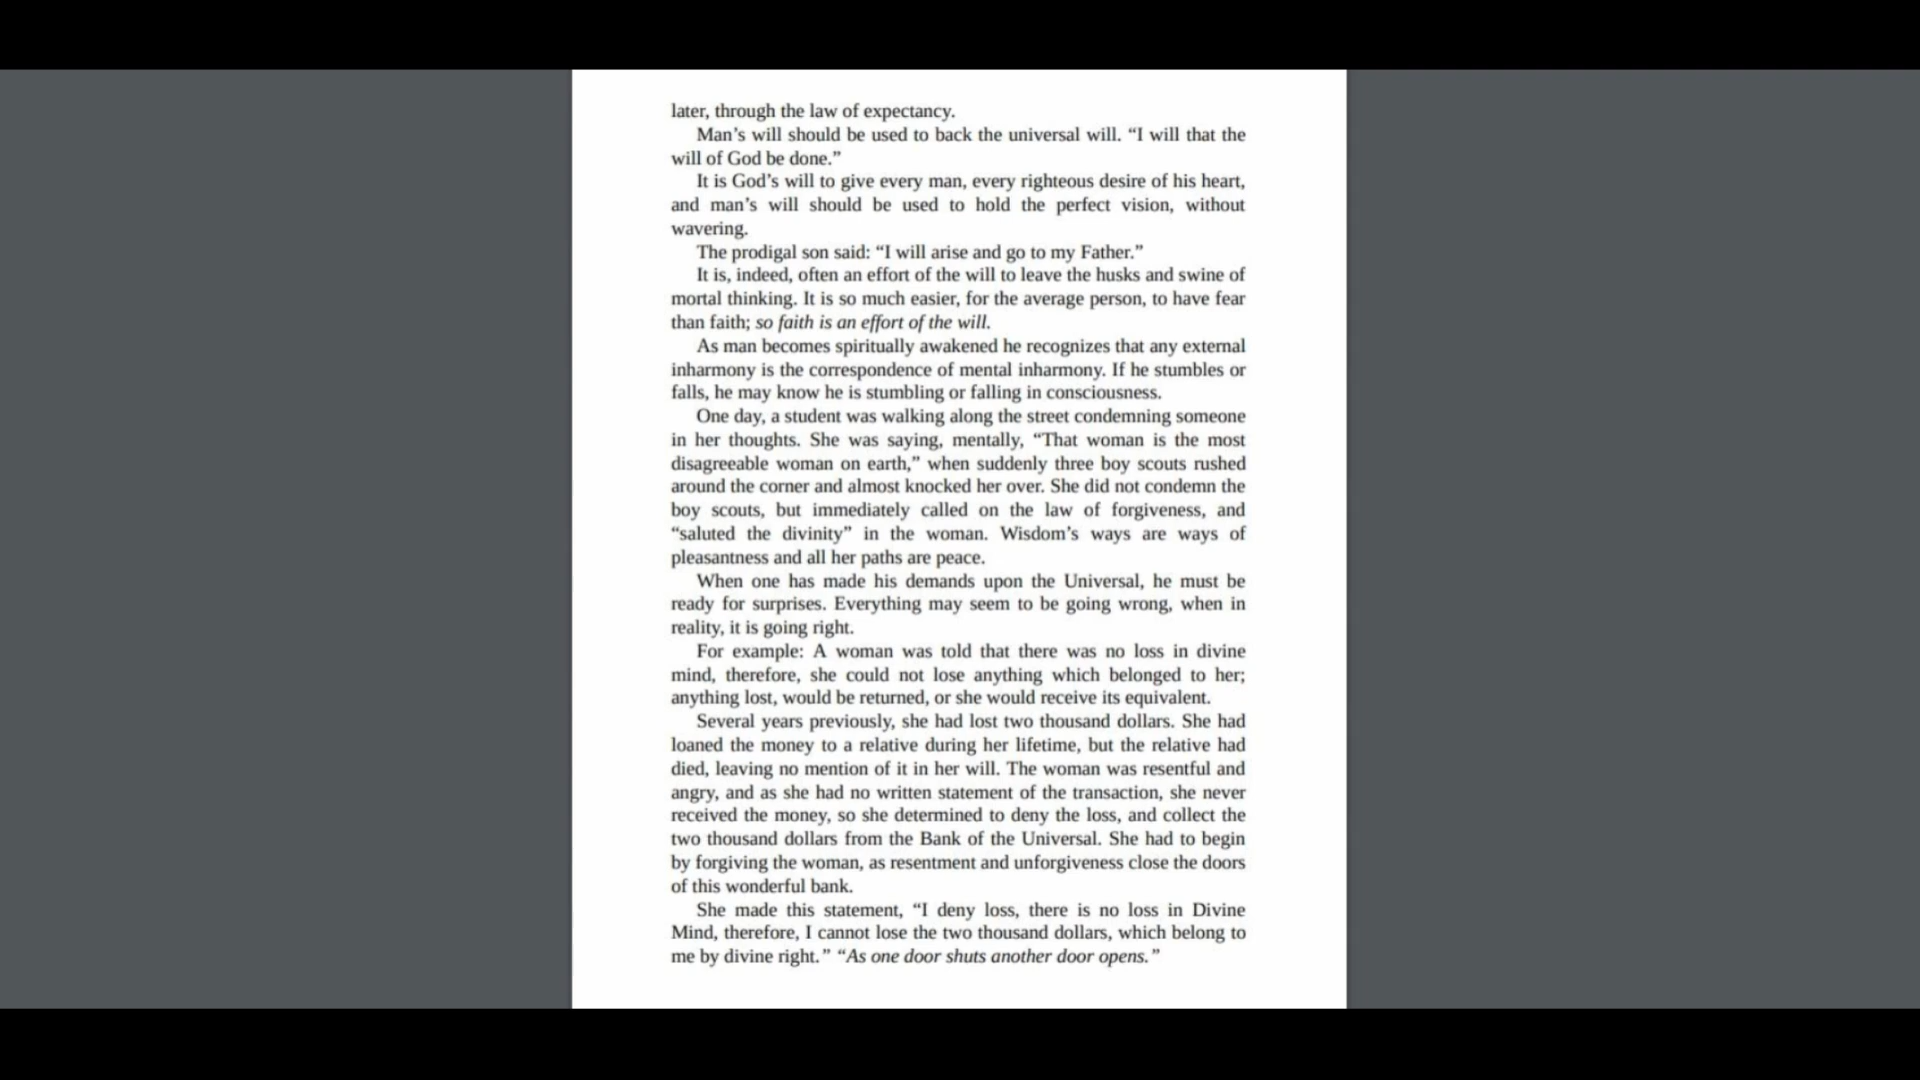 later, through the law of expectancy.
Man’s will should be used to back the universal will. “I will that the
will of God be done.”
It is God’s will to give every man, every righteous desire of his heart,
and man’s will should be used to hold the perfect vision, without
wavering.
The prodigal son said: “I will arise and go to my Father.”
It is, indeed, often an effort of the will to leave the husks and swine of
mortal thinking. It is so much easier, for the average person, to have fear
than faith; so faith is an effort of the will.
As man becomes spiritually awakened he recognizes that any external
inharmony is the correspondence of mental inharmony. If he stumbles or
falls, he may know he is stumbling or falling in consciousness.
One day, a student was walking along the street condemning someone
in her thoughts. She was saying, mentally, “That woman is the most
disagreeable woman on earth,” when suddenly three boy scouts rushed
around the corner and almost knocked her over. She did not condemn the
boy scouts, but immediately called on the law of forgiveness, and
“saluted the divinity” in the woman. Wisdom’s ways are ways of
pleasantness and all her paths are peace.
When one has made his demands upon the Universal, he must be
ready for surprises. Everything may seem to be going wrong, when in
reality, it is going right.
For example: A woman was told that there was no loss in divine
mind, therefore, she could not lose anything which belonged to her;
anything lost, would be returned, or she would receive its equivalent.
Several years previously, she had lost two thousand dollars. She had
loaned the money to a relative during her lifetime, but the relative had
died, leaving no mention of it in her will. The woman was resentful and
angry, and as she had no written statement of the transaction, she never
received the money, so she determined to deny the loss, and collect the
two thousand dollars from the Bank of the Universal. She had to begin
by forgiving the woman, as resentment and unforgiveness close the doors
of this wonderful bank.
She made this statement, “I deny loss, there is no loss in Divine
Mind, therefore, I cannot lose the two thousand dollars, which belong to
me by divine right.” “As one door shuts another door opens.”